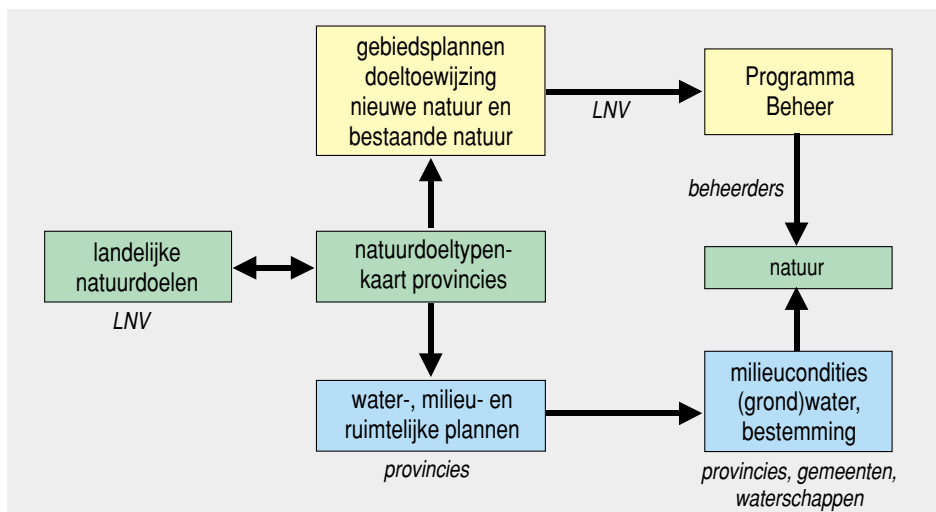 gebiedsplannen
doeltoewijzing
nieuwe natuur en
bestaande natuur
LNV
Programma
Beheer
beheerders
landelijke
natuurdoelen
LNV
natuurdoeltypen-
kaart provincies
natuur
water-, milieu- en
ruimtelijke plannen
provincies
milieucondities
(grond)water,
bestemming
provincies, gemeenten,
waterschappen